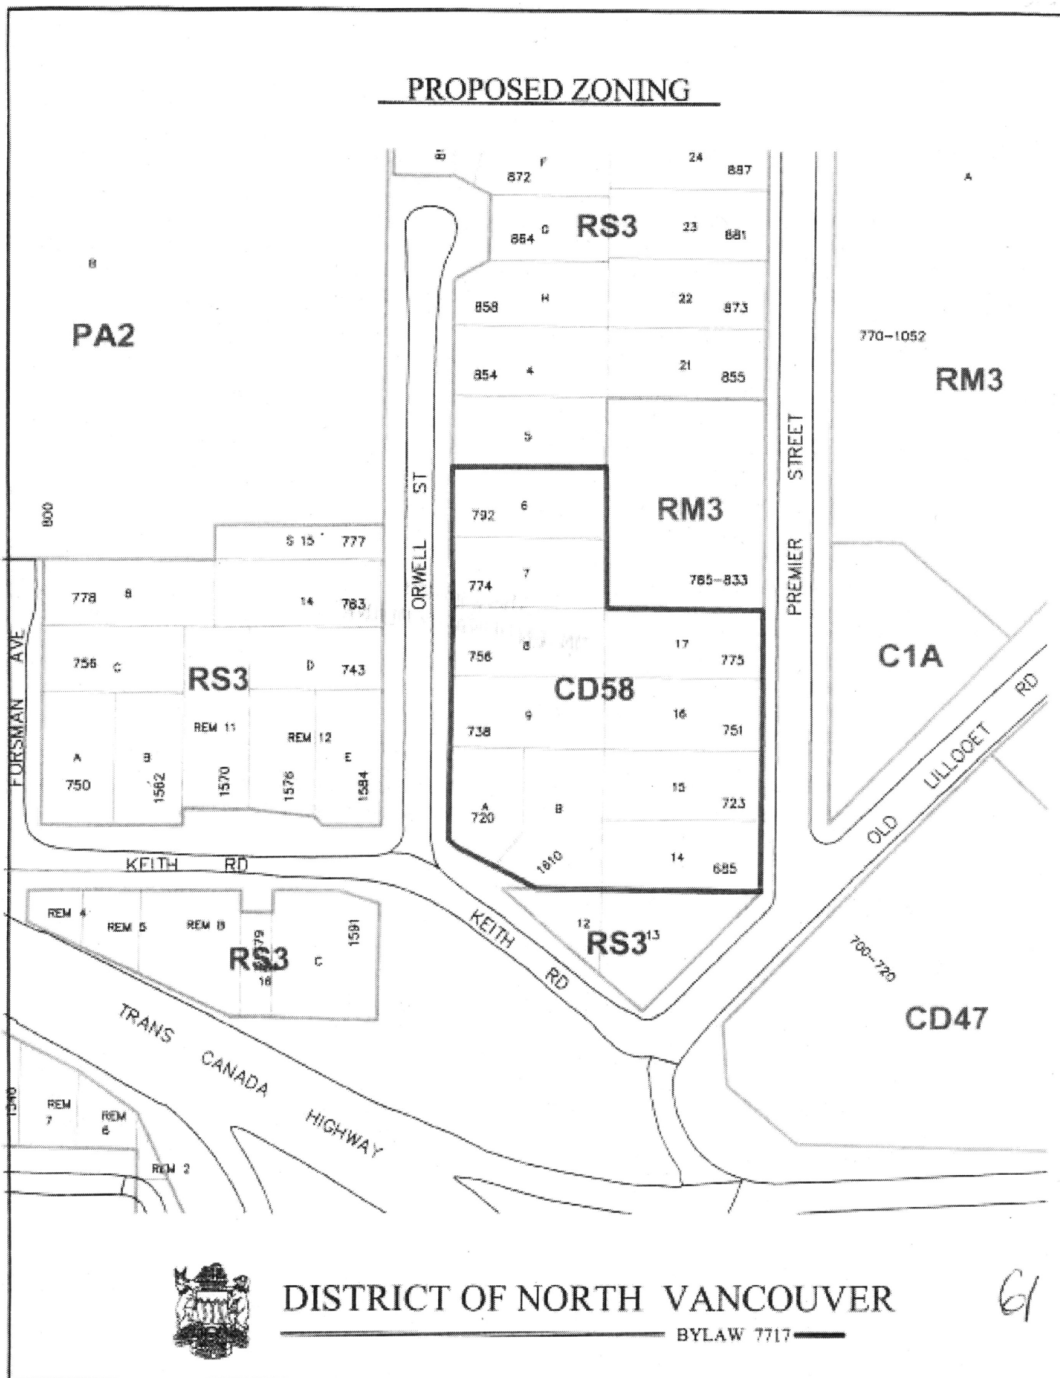 PROPOSED ZONING
F
872
24
887
A
G
864
RS3
23
881
B
H
858
22
873
PA2
770-1052
RM3
854
4
21
855
5
PREMIER STREET
ORWELL ST
792
6
RM3
800
S 15
777
774
7
785-833
778
B
14
763
FORSMAN AVE
756
C
RS3
D
743
756
8
17
775
C1A
CD58
738
9
16
751
REM 11
REM 12
A
750
B
1562
1570
1576
E
1584
A
720
B
1610
15
723
14
685
OLD LILLOOET RD
KEITH RD
REM 4
REM 5
REM B
RS3
C
1591
16
KEITH RD
12
RS3
13
700-720
CD47
TRANS CANADA HIGHWAY
REM 7
REM 6
REM 2
DISTRICT OF NORTH VANCOUVER
BYLAW 7717
61